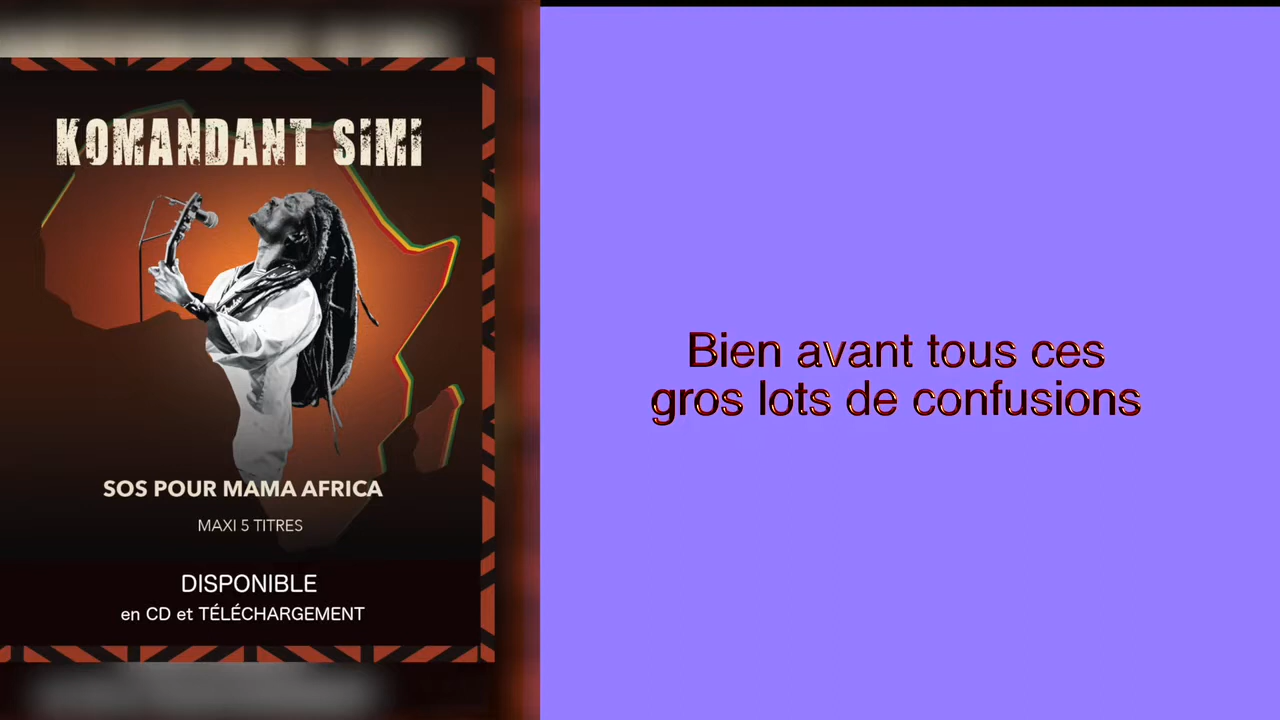 KOMANDANT SIMI
SOS POUR MAMA AFRICA
MAXI 5 TITRES
DISPONIBLE
en CD et TÉLÉCHARGEMENT
Bien avant tous ces
gros lots de confusions